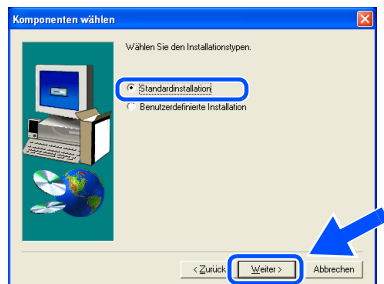 Komponenten wählen
Wählen Sie den Installationstypen.
Standardinstallation
Benutzerdefinierte Installation
< Zurück
Weiter >
Abbrechen